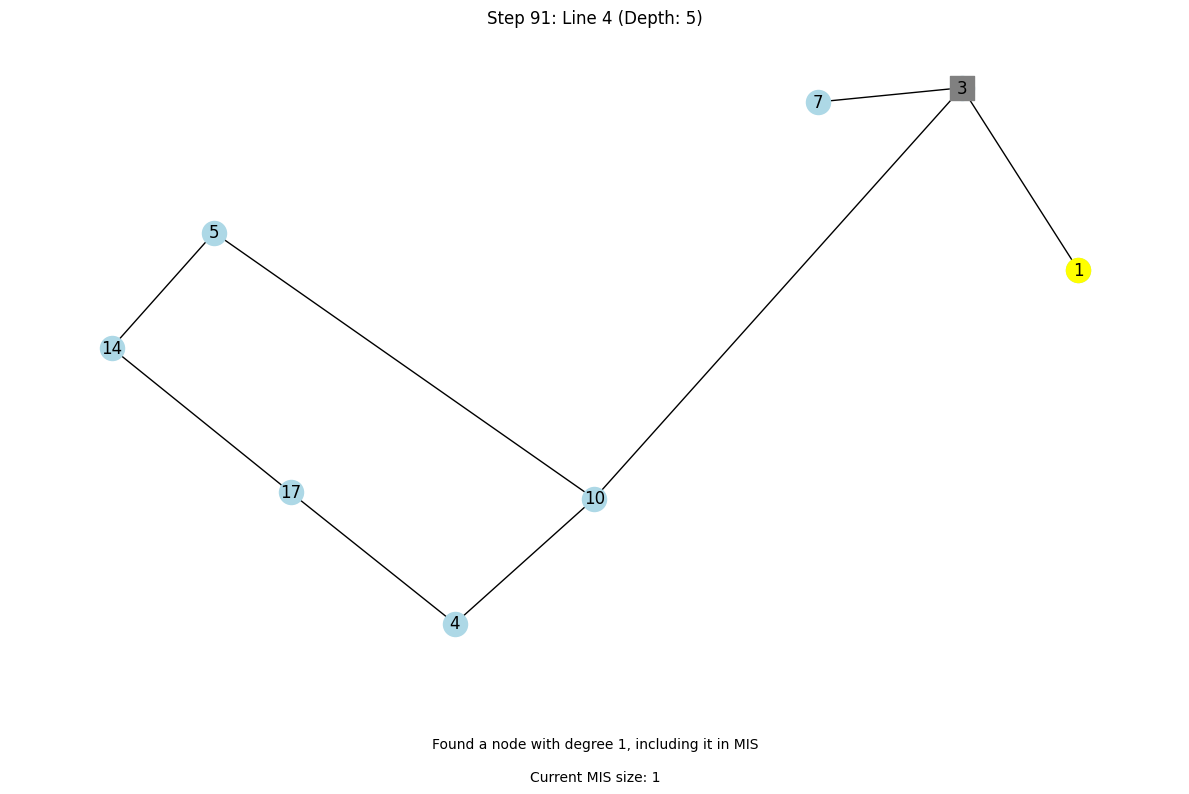 Step 91: Line 4 (Depth: 5)
3
7
5
1
14
17
10
4
Found a node with degree 1, including it in MIS
Current MIS size: 1